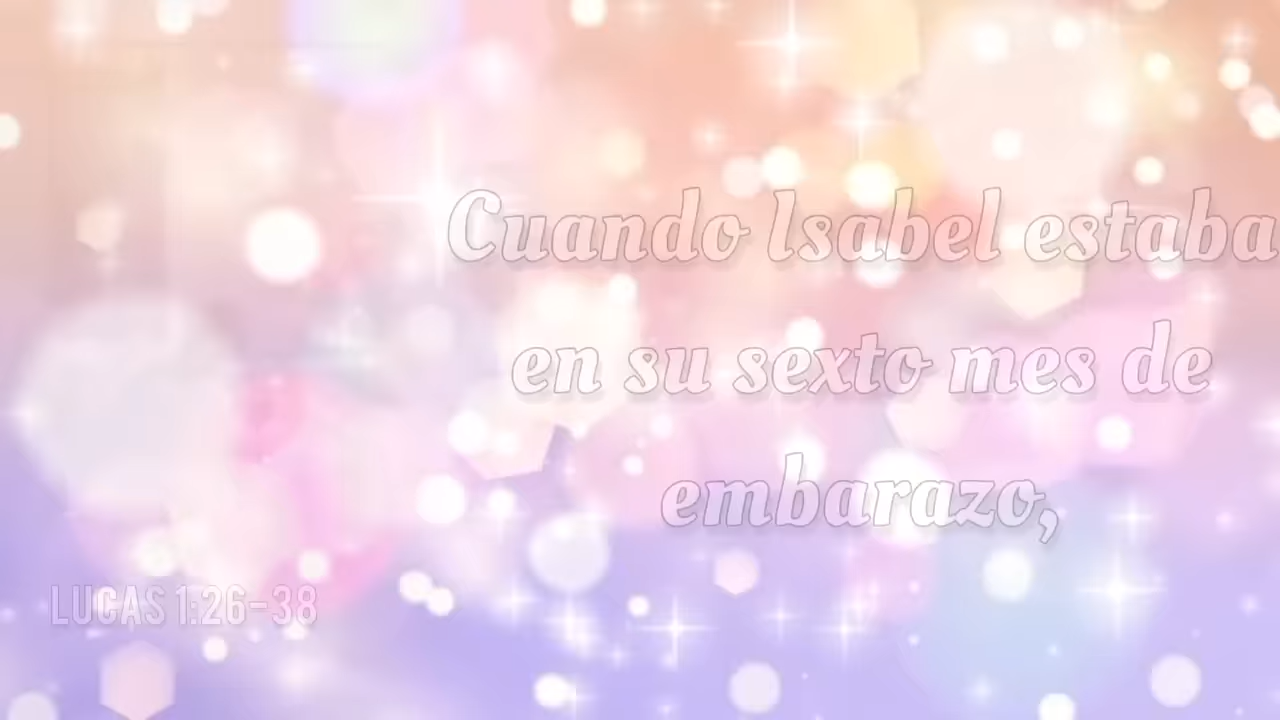 Cuando Isabel estaba
en su sexto mes de
embarazo,
LUCAS 1:26-38